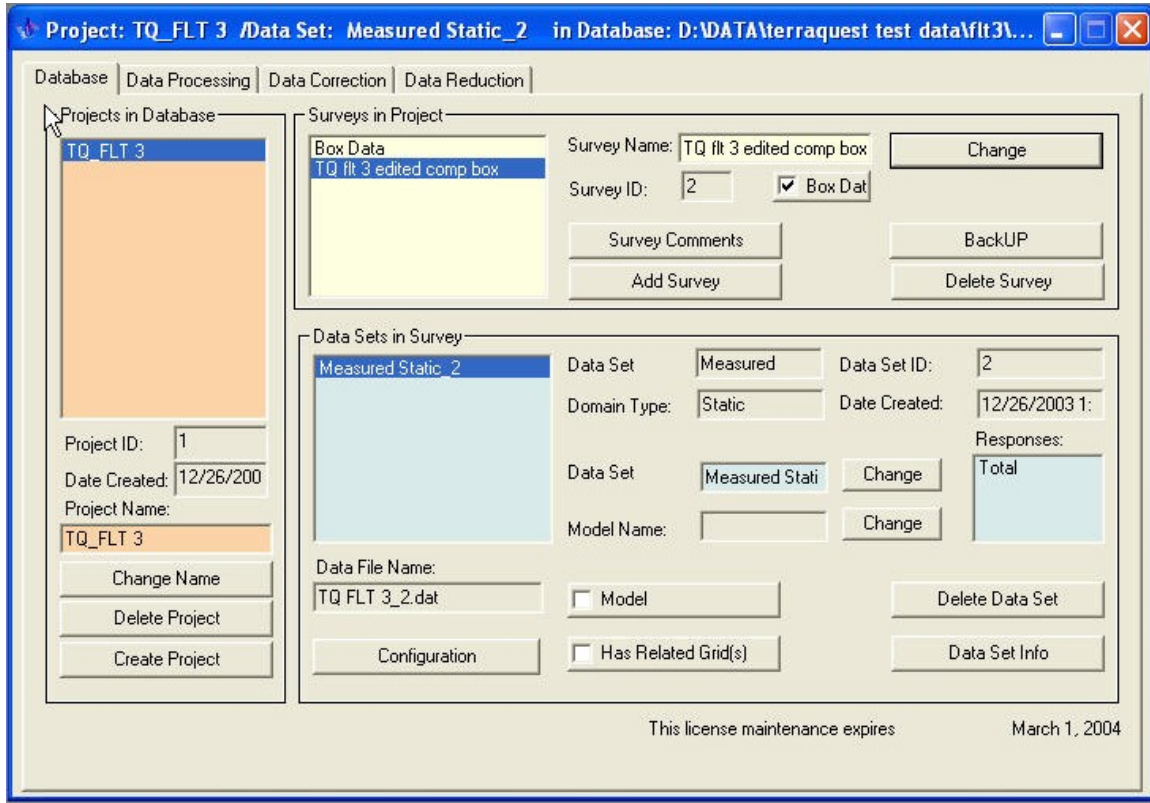 Project: TQ_FLT 3 /Data Set: Measured Static_2 in Database: D:\DATA\terraquest test data\flt3\...
Database Data Processing Data Correction Data Reduction
Projects in Database
TQ_FLT 3
Project ID: 1
Date Created: 12/26/200
Project Name:
TQ_FLT 3
Change Name
Delete Project
Create Project
Surveys in Project
Box Data
TQ flt 3 edited comp box
Survey Name: TQ flt 3 edited comp box
Change
Survey ID: 2
Box Dat
Survey Comments
BackUP
Add Survey
Delete Survey
Data Sets in Survey
Measured Static_2
Data Set Measured
Data Set ID: 2
Domain Type: Static
Date Created: 12/26/2003 1:
Responses:
Total
Data Set Measured Stati Change
Model Name: Change
Data File Name:
TQ FLT 3_2.dat
Model
Delete Data Set
Configuration
Has Related Grid(s)
Data Set Info
This license maintenance expires March 1, 2004